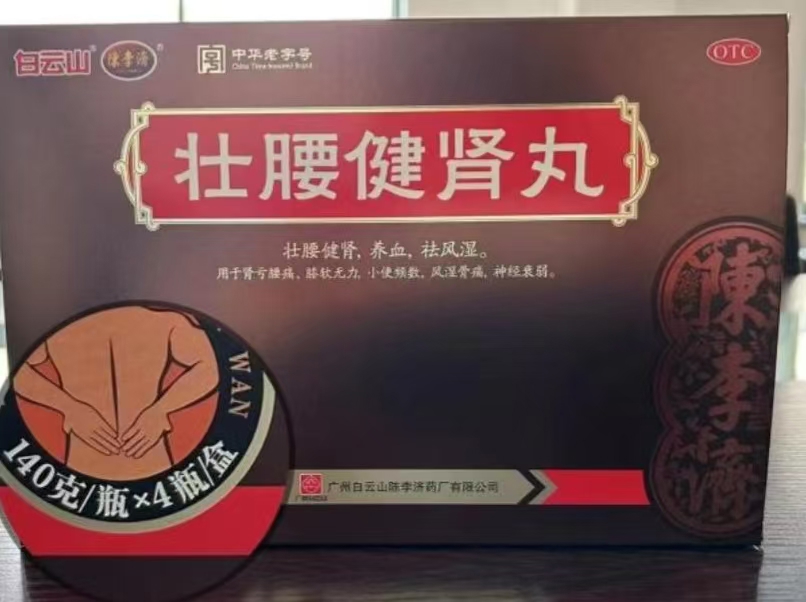 白云山® 陳李濟®
中华老字号
China Time-honored Brand
OTC
壮腰健肾丸
壮腰健肾, 养血, 祛风湿。
用于肾亏腰痛、膝软无力, 小便频数, 风湿骨痛, 神经衰弱。
WAN
140克/瓶×4瓶/盒
广州白云山陈李济药厂有限公司
陳李濟